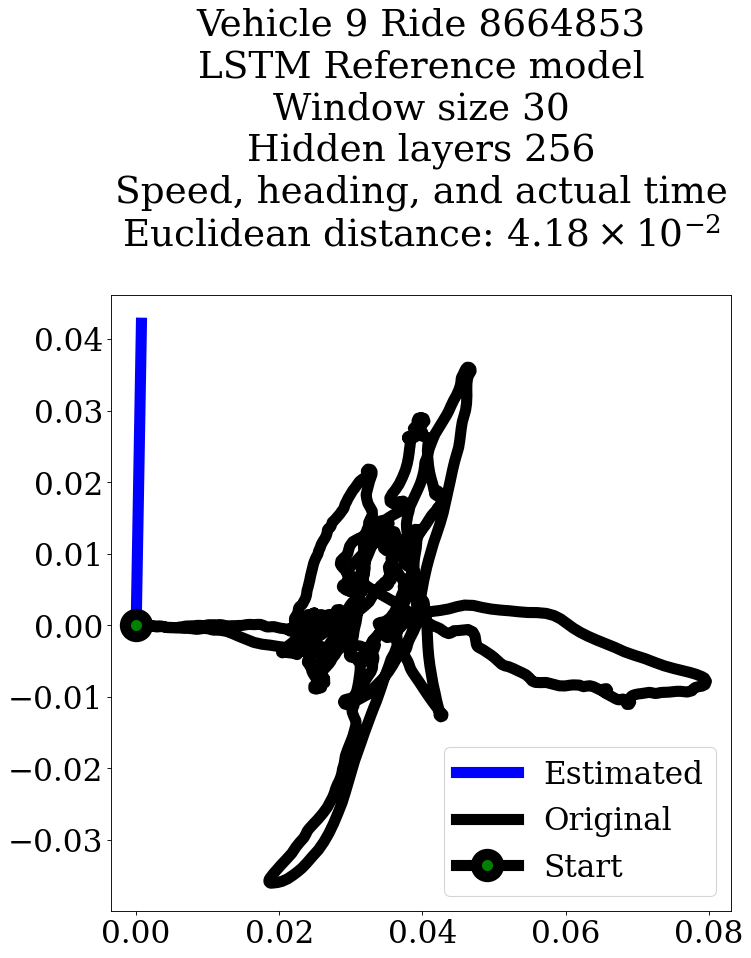 Vehicle 9 Ride 8664853
LSTM Reference model
Window size 30
Hidden layers 256
Speed, heading, and actual time
Euclidean distance: 4.18 × 10⁻²
0.04
0.03
0.02
0.01
0.00
−0.01
−0.02
−0.03
Estimated
Original
Start
0.00 0.02 0.04 0.06 0.08